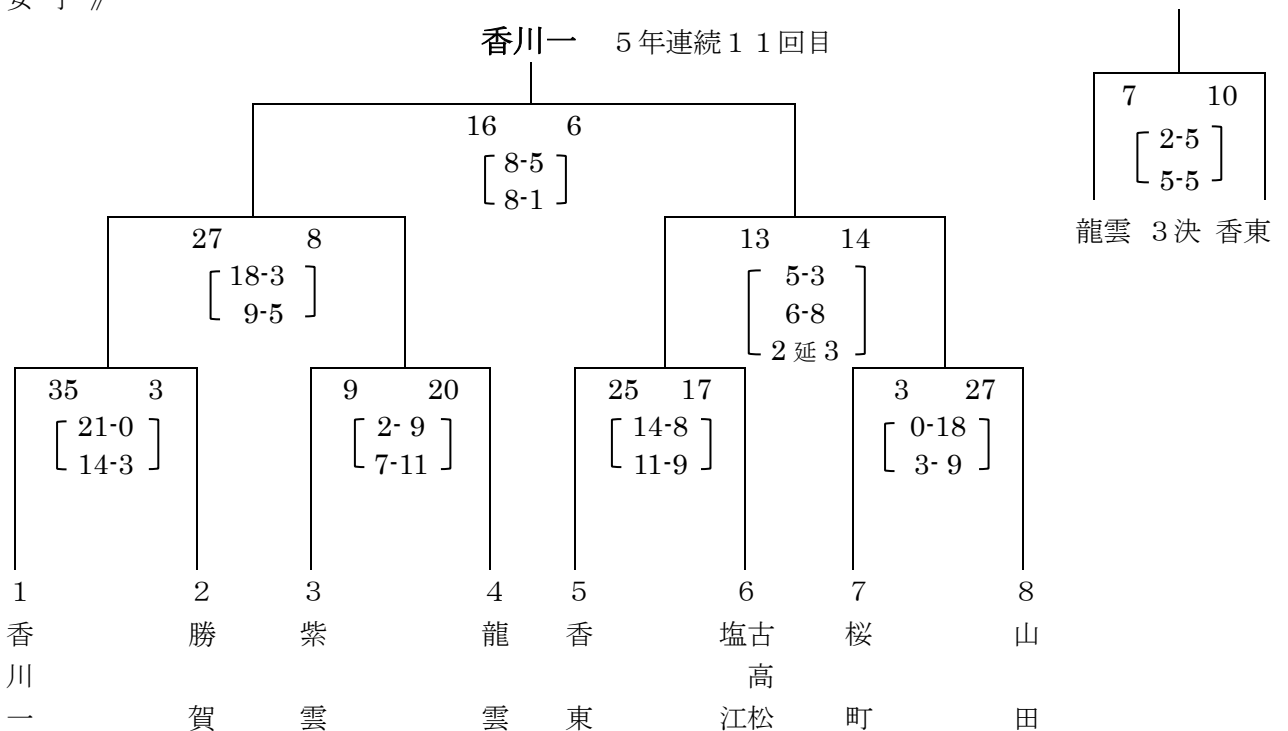 女 子 》
香川一 5年連続11回目
7 10
16 6
2-5
8-5
5-5
8-1
龍雲 3決 香東
27 8 13 14
18-3 5-3
9-5 6-8
2 延 3
35 3 9 20 25 17 3 27
21-0 2- 9 14-8 0-18
14-3 7-11 11-9 3- 9
1 2 3 4 5 6 7 8
香川一 勝賀 紫雲 龍雲 香東 塩江 古高松 桜町 山田